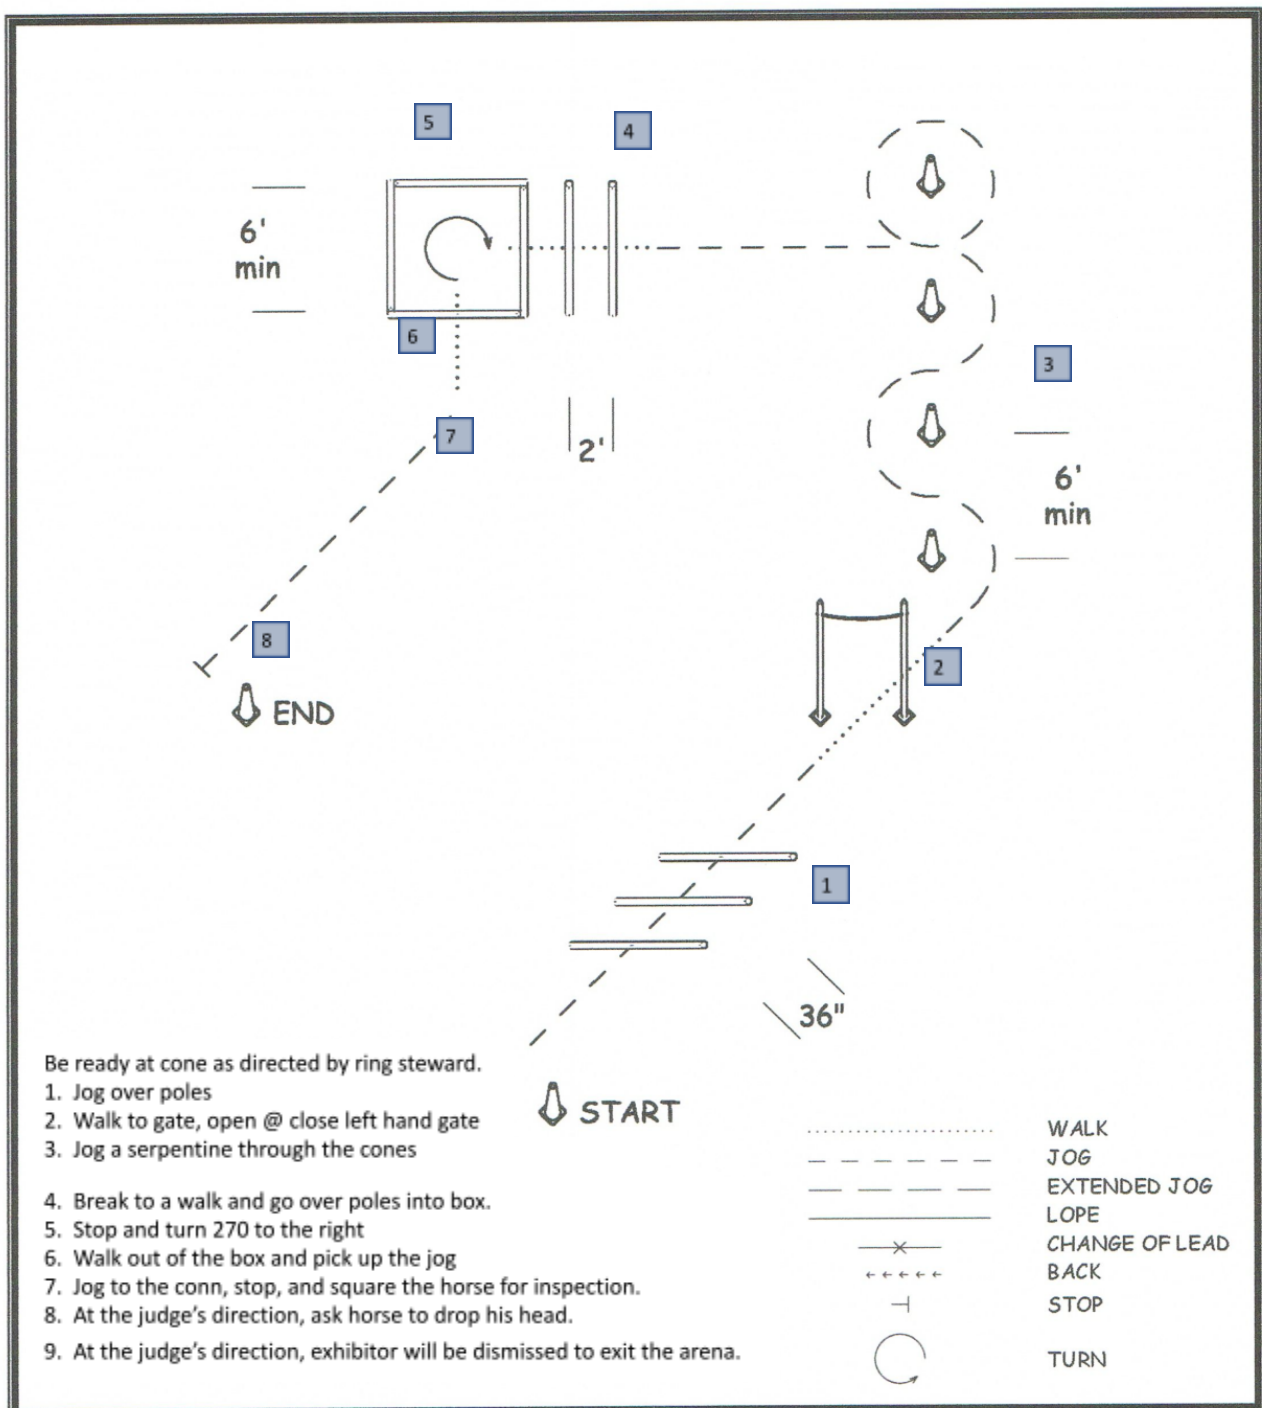 5
4
6'
min
6
3
7
2'
6'
min
8
2
END
1
36"
Be ready at cone as directed by ring steward.
1. Jog over poles
2. Walk to gate, open @ close left hand gate
3. Jog a serpentine through the cones
4. Break to a walk and go over poles into box.
5. Stop and turn 270 to the right
6. Walk out of the box and pick up the jog
7. Jog to the conn, stop, and square the horse for inspection.
8. At the judge's direction, ask horse to drop his head.
9. At the judge's direction, exhibitor will be dismissed to exit the arena.
START
WALK
JOG
EXTENDED JOG
LOPE
CHANGE OF LEAD
BACK
STOP
TURN